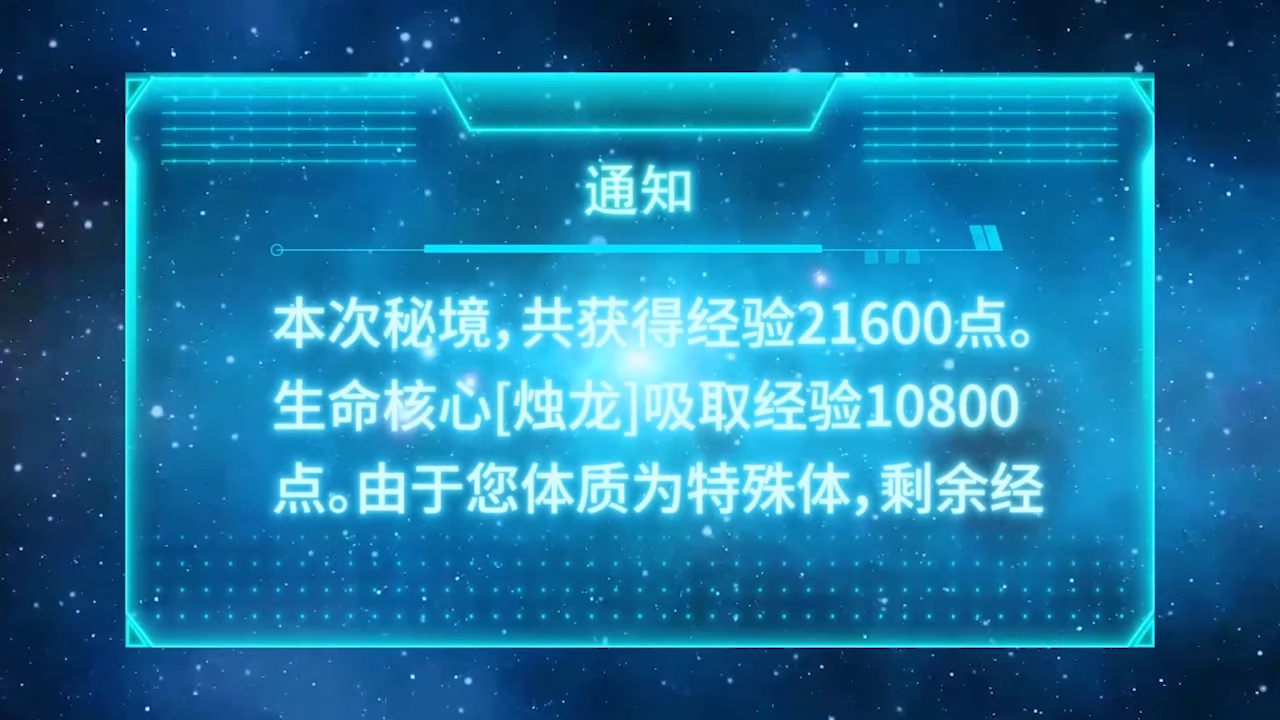 通知
本次秘境，共获得经验21600点。
生命核心[烛龙]吸取经验10800
点。由于您体质为特殊体，剩余经